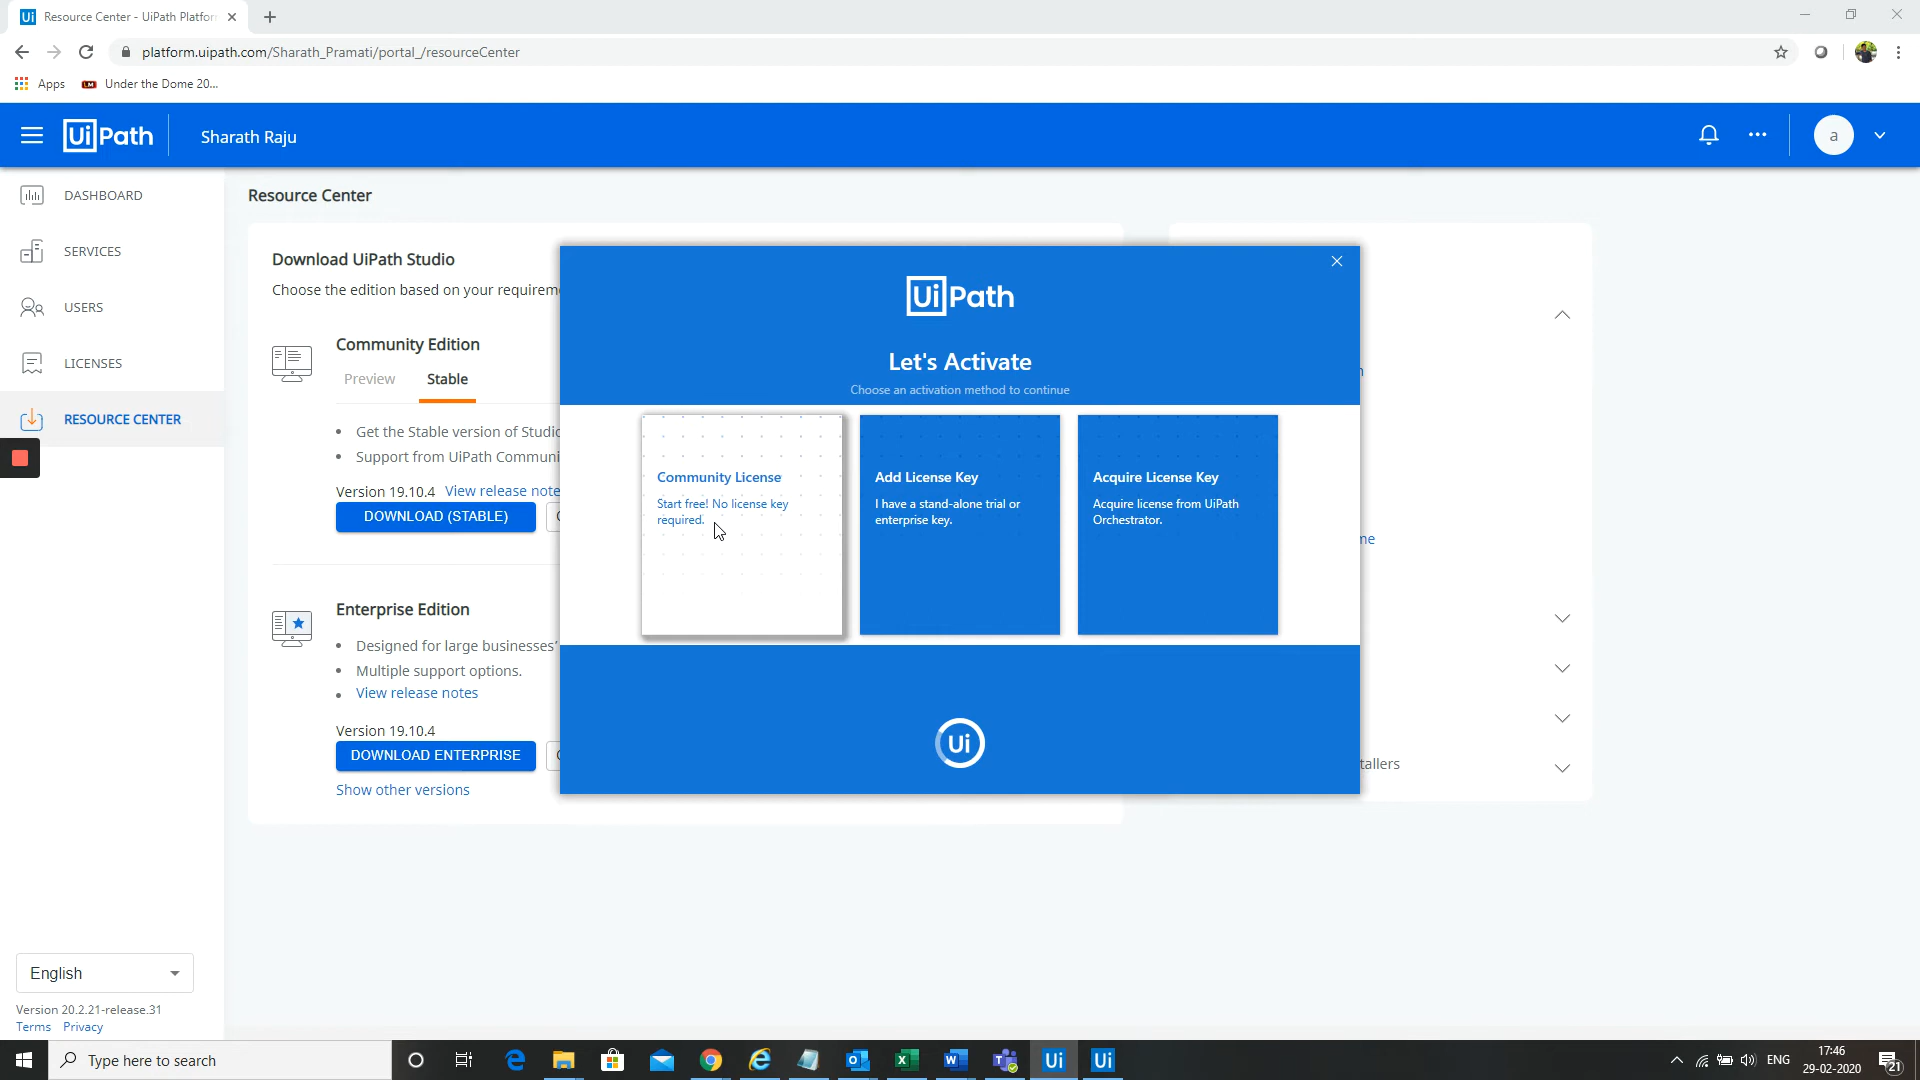 Resource Center - UiPath Platfor
platform.uipath.com/Sharath_Pramati/portal_/resourceCenter
Apps
Under the Dome 20...
UiPath
Sharath Raju
a
DASHBOARD
SERVICES
USERS
LICENSES
RESOURCE CENTER
Resource Center
Download UiPath Studio
Choose the edition based on your requirem
Community Edition
Preview
Stable
Get the Stable version of Studi
Support from UiPath Communi
Version 19.10.4 View release note
DOWNLOAD (STABLE)
Enterprise Edition
Designed for large businesses'
Multiple support options.
View release notes
Version 19.10.4
DOWNLOAD ENTERPRISE
Show other versions
UiPath
Let's Activate
Choose an activation method to continue
Community License
Start free! No license key
required.
Add License Key
I have a stand-alone trial or
enterprise key.
Acquire License Key
Acquire license from UiPath
Orchestrator.
Ui
me
tallers
English
Version 20.2.21-release.31
Terms Privacy
Type here to search
ENG
17:46
29-02-2020
21